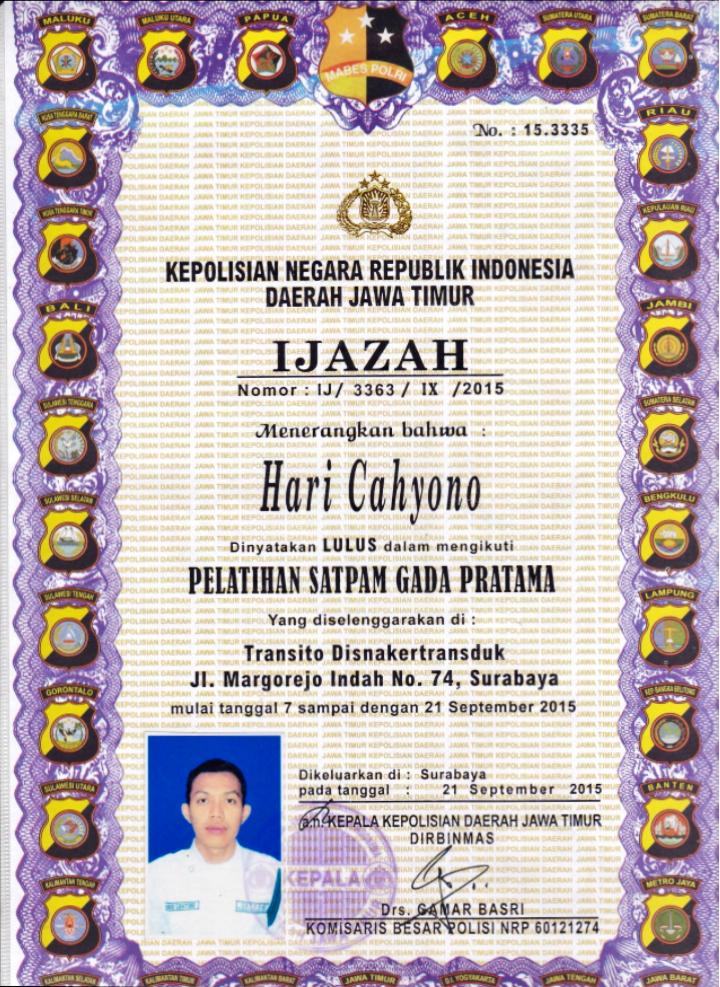 MALUKU
MALUKU UTARA
PAPUA
MABES POLRI
ACEH
SUMATERA UTARA
SUMATERA BARAT
NUSA TENGGARA BARAT
RIAU
NUSA TENGGARA TIMUR
KEPULAUAN RIAU
BALI
JAMBI
SULAWESI TENGGARA
SUMATERA SELATAN
SULAWESI SELATAN
BENGKULU
SULAWESI TENGAH
LAMPUNG
GORONTALO
KEP. BANGKA BELITUNG
SULAWESI UTARA
BANTEN
KALIMANTAN TENGAH
METRO JAYA
KALIMANTAN SELATAN
KALIMANTAN TIMUR
KALIMANTAN BARAT
JAWA TIMUR
D.I. YOGYAKARTA
JAWA TENGAH
JAWA BARAT
No. : 15.3335
KEPOLISIAN NEGARA REPUBLIK INDONESIA
DAERAH JAWA TIMUR
IJAZAH
Nomor : IJ/ 3363 / IX /2015
Menerangkan bahwa :
Hari Cahyono
Dinyatakan LULUS dalam mengikuti
PELATIHAN SATPAM GADA PRATAMA
Yang diselenggarakan di :
Transito Disnakertransduk
Jl. Margorejo Indah No. 74, Surabaya
mulai tanggal 7 sampai dengan 21 September 2015
Dikeluarkan di : Surabaya
pada tanggal : 21 September 2015
a.n. KEPALA KEPOLISIAN DAERAH JAWA TIMUR
DIRBINMAS
KEPALA
Drs. GAMAR BASRI
KOMISARIS BESAR POLISI NRP 60121274